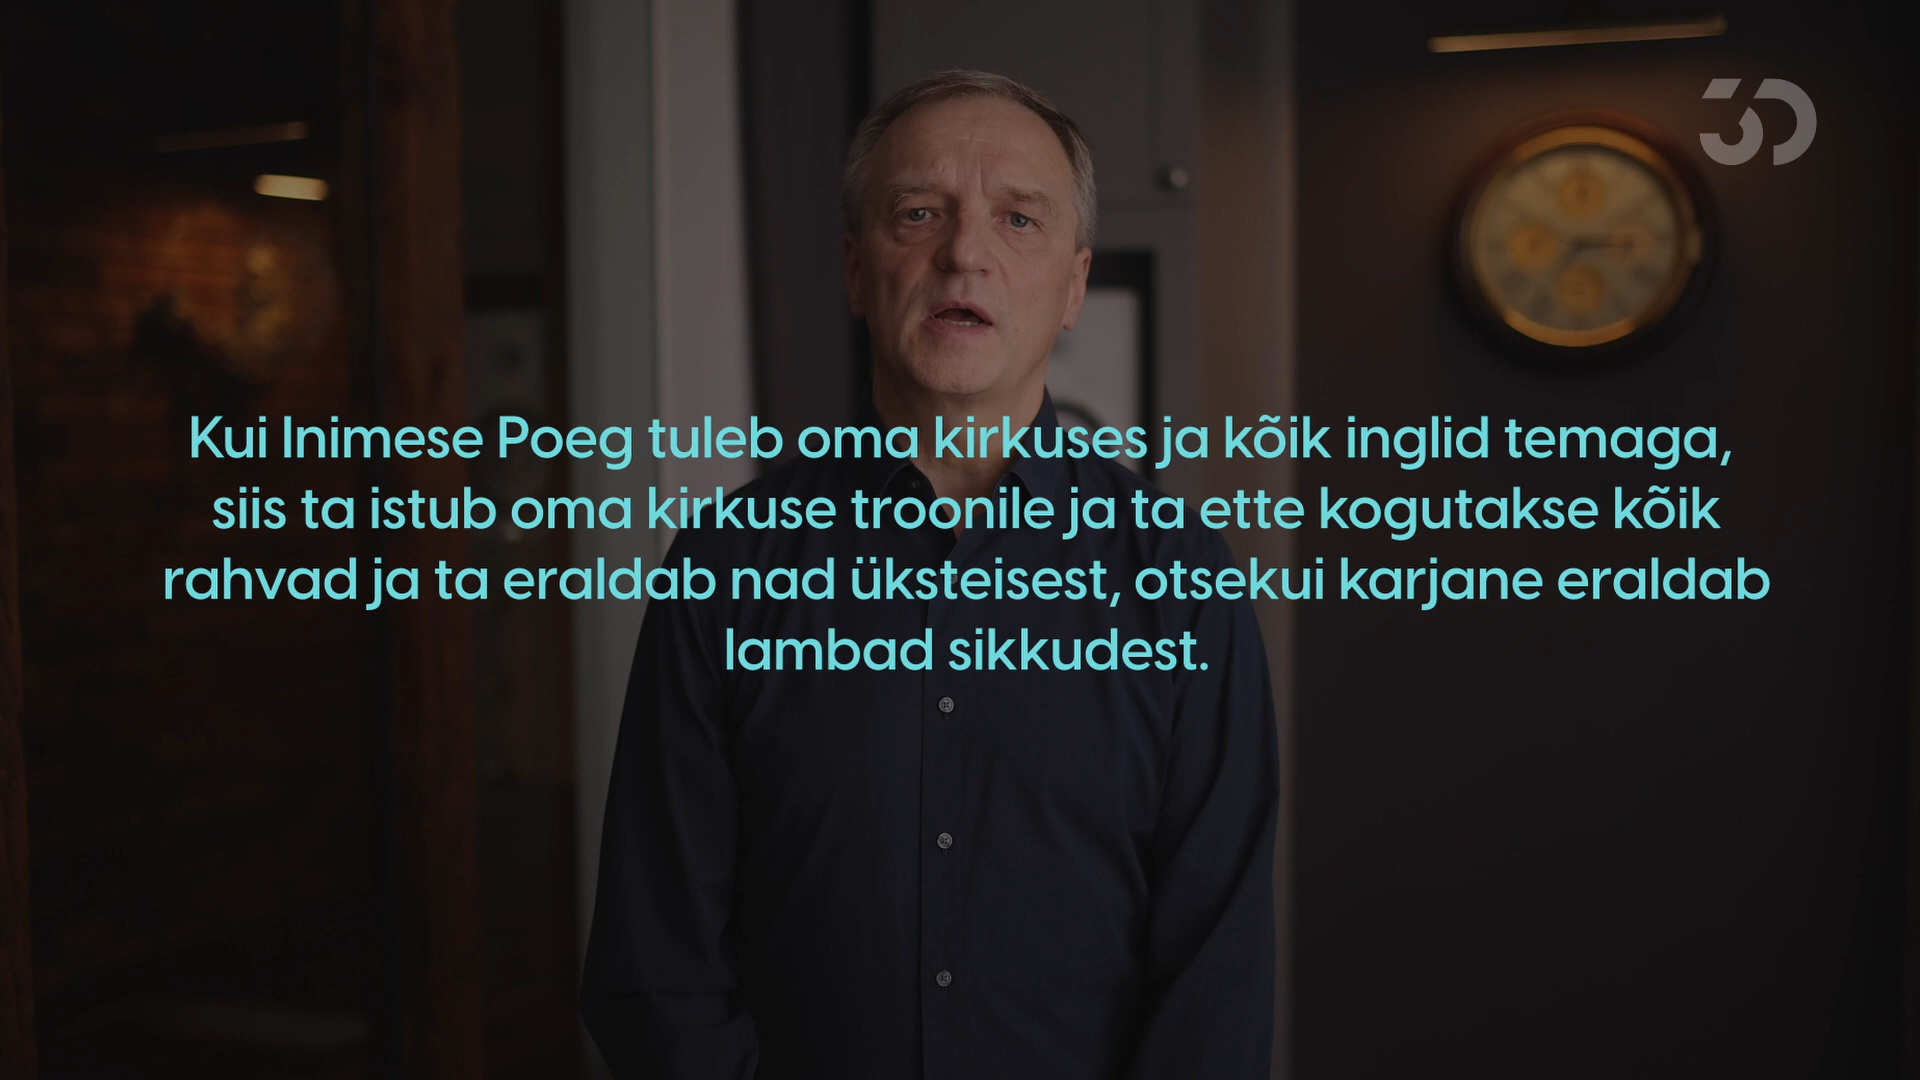 3D
Kui Inimese Poeg tuleb oma kirkuses ja kõik inglid temaga,
siis ta istub oma kirkuse troonile ja ta ette kogutakse kõik
rahvad ja ta eraldab nad üksteisest, otsekui karjane eraldab
lambad sikkudest.